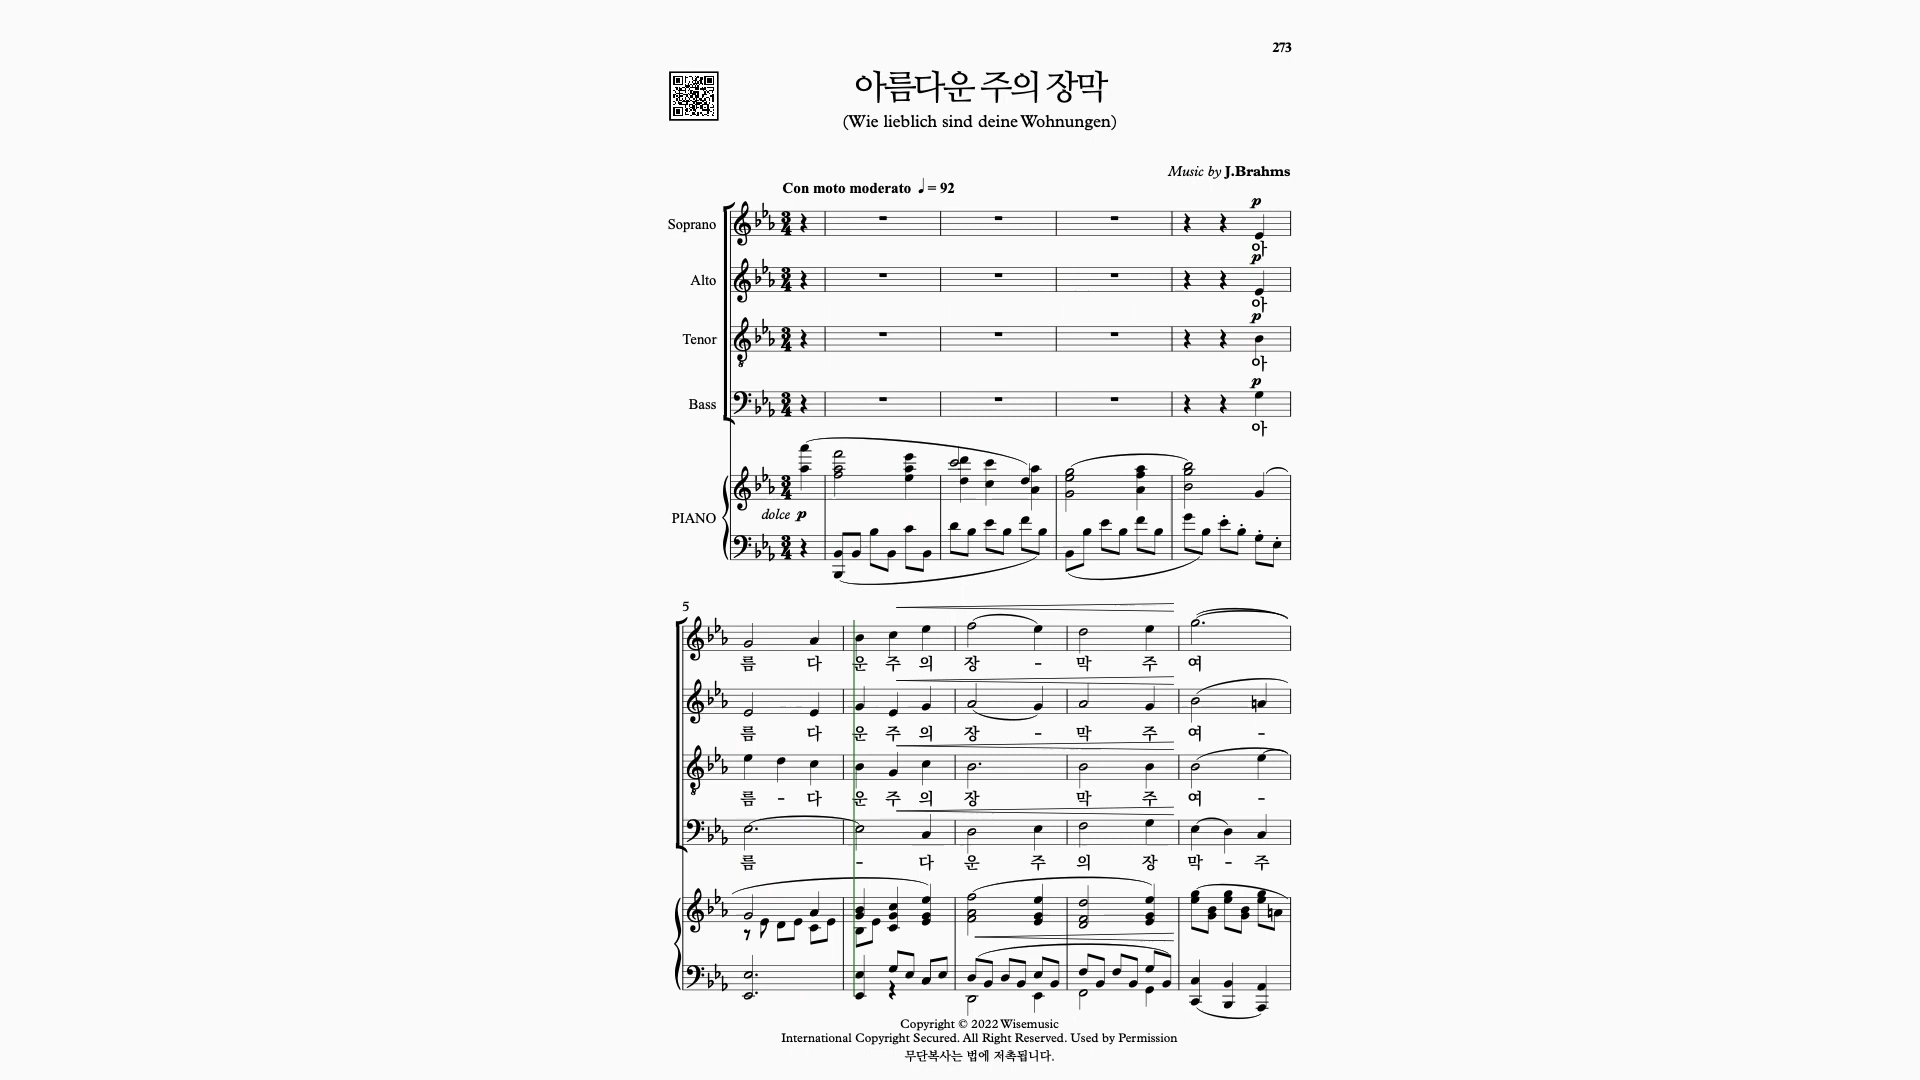 273
아름다운 주의 장막
(Wie lieblich sind deine Wohnungen)
Music by J.Brahms
Con moto moderato ♩= 92
Soprano
p
아
Alto
p
아
Tenor
p
아
Bass
p
아
PIANO
dolce p
5
름 다 운 주 의 장 - 막 주 여
름 다 운 주 의 장 - 막 주 여 -
름 - 다 운 주 의 장 막 주 여 -
름 - 다 운 주 의 장 막 - 주
Copyright © 2022 Wisemusic
International Copyright Secured. All Right Reserved. Used by Permission
무단복사는 법에 저촉됩니다.